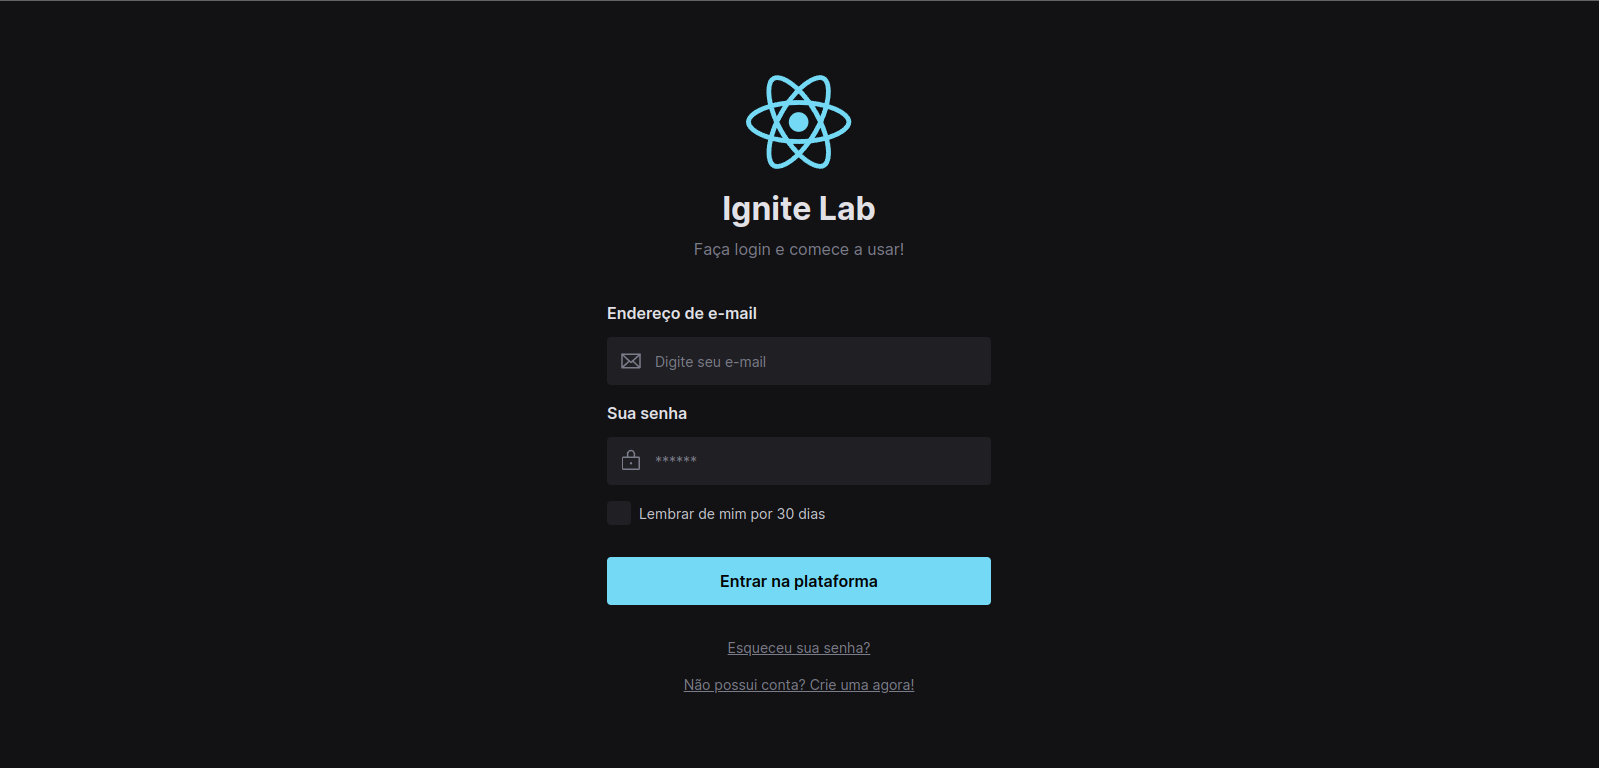 Ignite Lab
Faça login e comece a usar!
Endereço de e-mail
Digite seu e-mail
Sua senha
******
Lembrar de mim por 30 dias
Entrar na plataforma
Esqueceu sua senha?
Não possui conta? Crie uma agora!